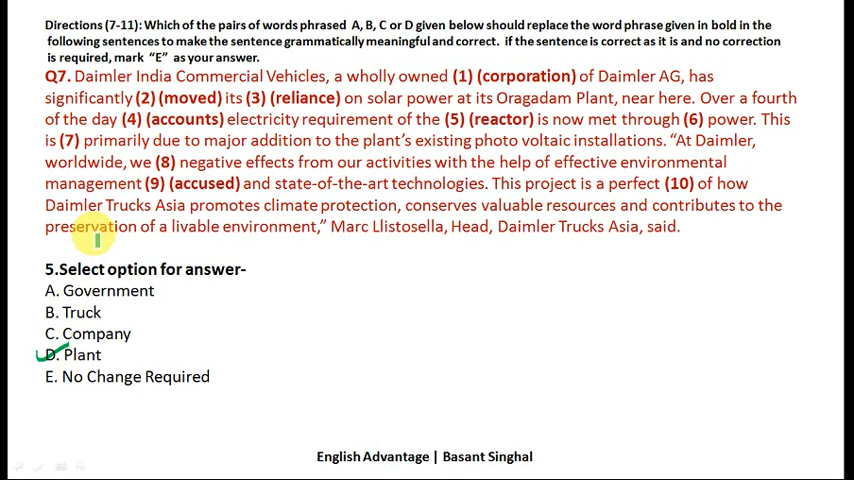 Directions (7-11): Which of the pairs of words phrased A, B, C or D given below should replace the word phrase given in bold in the
following sentences to make the sentence grammatically meaningful and correct. if the sentence is correct as it is and no correction
is required, mark “E” as your answer.
Q7. Daimler India Commercial Vehicles, a wholly owned (1) (corporation) of Daimler AG, has
significantly (2) (moved) its (3) (reliance) on solar power at its Oragadam Plant, near here. Over a fourth
of the day (4) (accounts) electricity requirement of the (5) (reactor) is now met through (6) power. This
is (7) primarily due to major addition to the plant’s existing photo voltaic installations. “At Daimler,
worldwide, we (8) negative effects from our activities with the help of effective environmental
management (9) (accused) and state-of-the-art technologies. This project is a perfect (10) of how
Daimler Trucks Asia promotes climate protection, conserves valuable resources and contributes to the
preservation of a livable environment,” Marc Llistosella, Head, Daimler Trucks Asia, said.
5.Select option for answer-
A. Government
B. Truck
C. Company
D. Plant
E. No Change Required
English Advantage | Basant Singhal